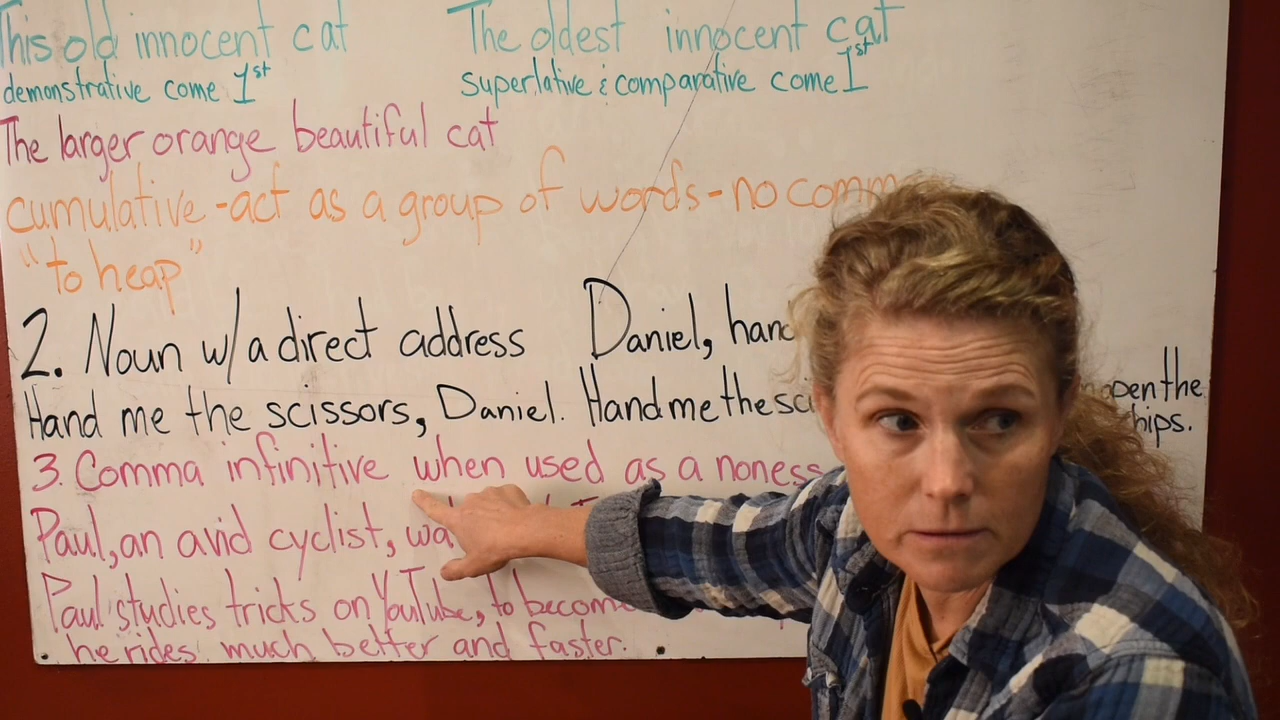 This old innocent cat
The oldest innocent cat
demonstrative come 1st
superlative & comparative come 1st
The larger orange beautiful cat
cumulative - act as a group of words - no comm
"to heap"
2. Noun w/ a direct address Daniel, hand
Hand me the scissors, Daniel. Hand me the sci open the
hips.
3. Comma infinitive when used as a noness
Paul, an avid cyclist, wa
Paul studies tricks on YouTube, to become
he rides much better and faster.